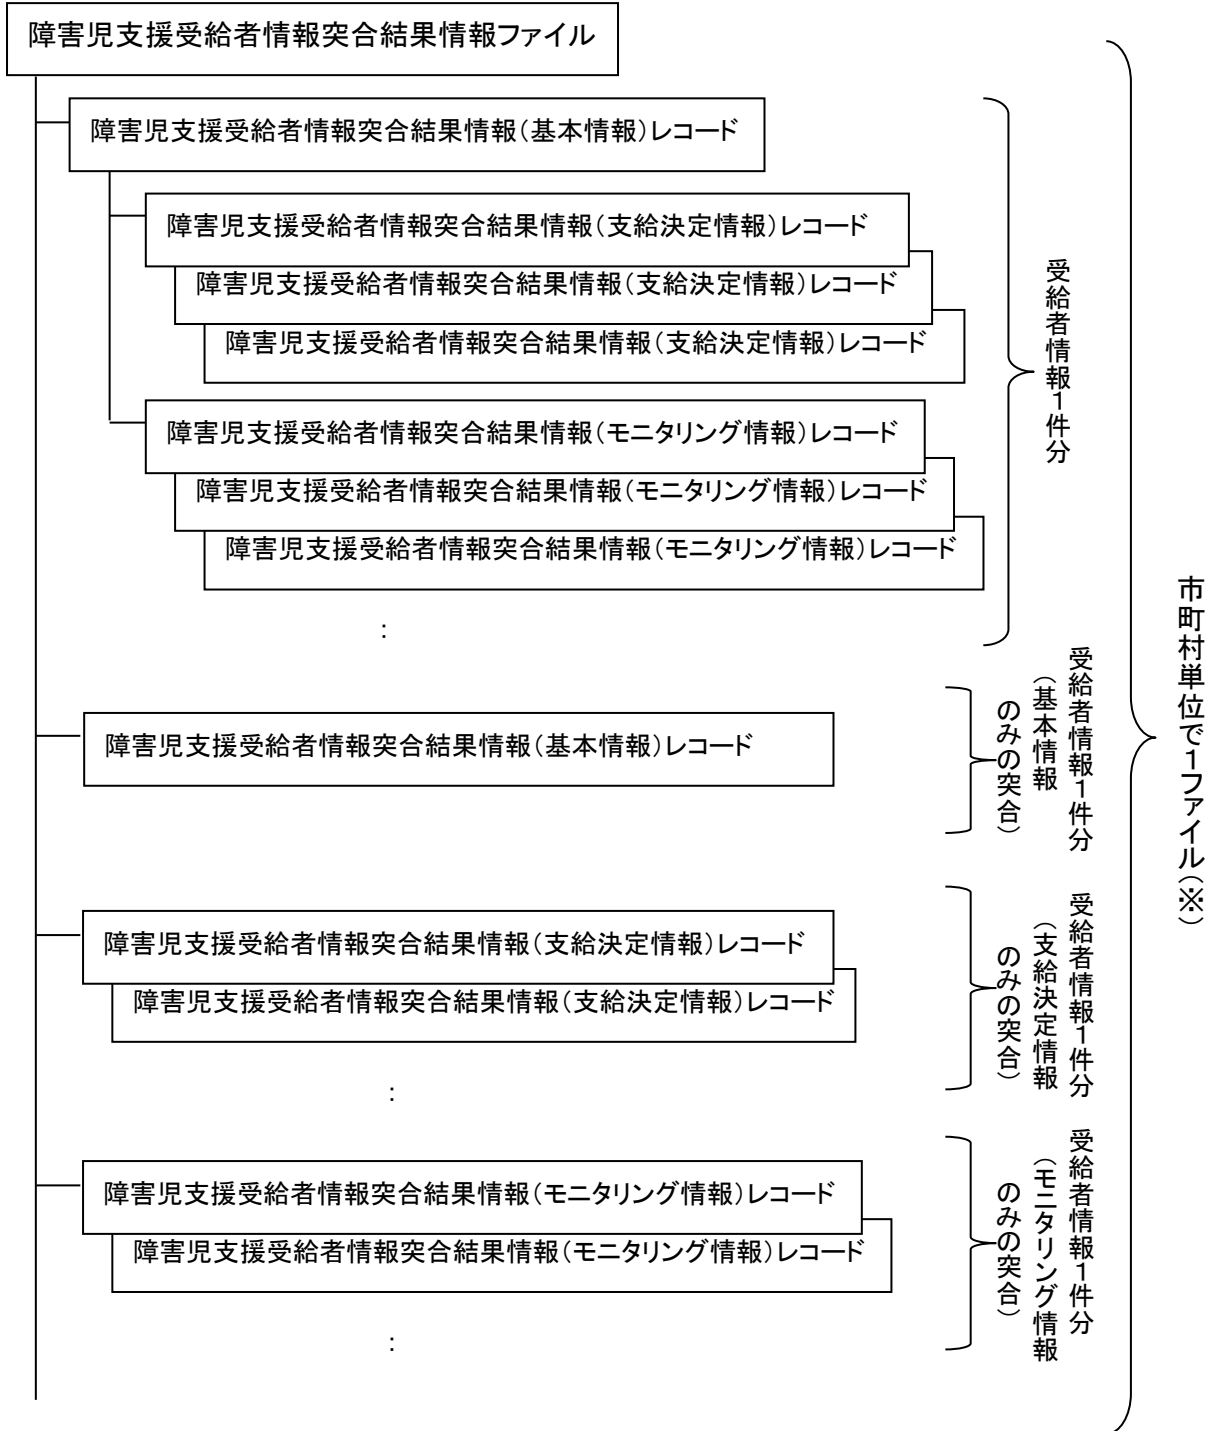 障害児支援受給者情報突合結果情報ファイル
障害児支援受給者情報突合結果情報（基本情報）レコード
障害児支援受給者情報突合結果情報（支給決定情報）レコード
障害児支援受給者情報突合結果情報（支給決定情報）レコード
障害児支援受給者情報突合結果情報（支給決定情報）レコード
障害児支援受給者情報突合結果情報（モニタリング情報）レコード
障害児支援受給者情報突合結果情報（モニタリング情報）レコード
障害児支援受給者情報突合結果情報（モニタリング情報）レコード
：
受給者情報１件分
障害児支援受給者情報突合結果情報（基本情報）レコード
受給者情報１件分
（基本情報
のみの突合）
障害児支援受給者情報突合結果情報（支給決定情報）レコード
障害児支援受給者情報突合結果情報（支給決定情報）レコード
：
受給者情報１件分
（支給決定情報
のみの突合）
障害児支援受給者情報突合結果情報（モニタリング情報）レコード
障害児支援受給者情報突合結果情報（モニタリング情報）レコード
：
受給者情報１件分
（モニタリング情報
のみの突合）
市町村単位で１ファイル（※）